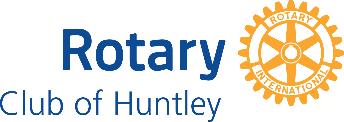 Rotary
Club of Huntley
ROTARY
INTERNATIONAL